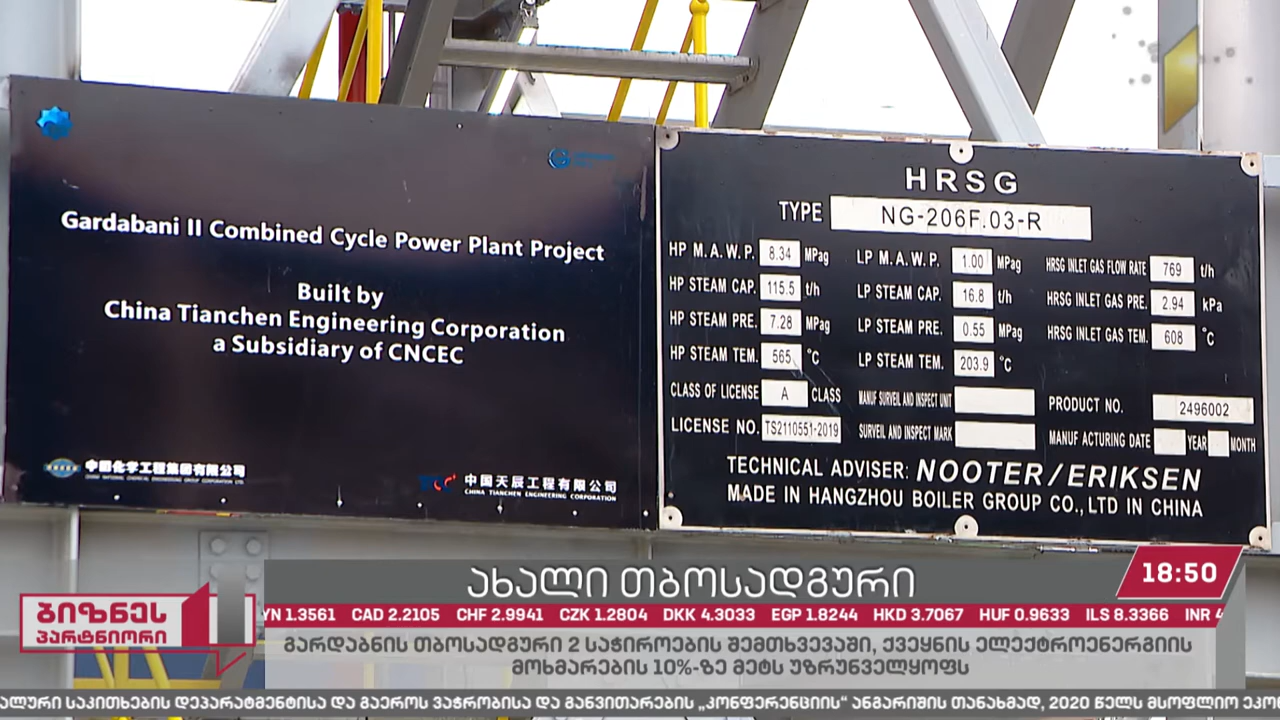 Gardabani II Combined Cycle Power Plant Project
Built by
China Tianchen Engineering Corporation
a Subsidiary of CNCEC
中国化学工程集团有限公司
CHINA NATIONAL CHEMICAL ENGINEERING GROUP CORPORATION LTD.
中国天辰工程有限公司
CHINA TIANCHEN ENGINEERING CORPORATION
HRSG
TYPE NG-206F.03-R
HP M.A.W.P. 8.34 MPag LP M.A.W.P. 1.00 MPag HRSG INLET GAS FLOW RATE 769 t/h
HP STEAM CAP. 115.5 t/h LP STEAM CAP. 16.8 t/h HRSG INLET GAS PRE. 2.94 kPa
HP STEAM PRE. 7.28 MPag LP STEAM PRE. 0.55 MPag HRSG INLET GAS TEM. 608 °C
HP STEAM TEM. 565 °C LP STEAM TEM. 203.9 °C
CLASS OF LICENSE A CLASS MANUF SURVEIL AND INSPECT UNIT PRODUCT NO. 2496002
LICENSE NO. TS2110551-2019 SURVEIL AND INSPECT MARK MANUF ACTURING DATE YEAR MONTH
TECHNICAL ADVISER: NOOTER/ERIKSEN
MADE IN HANGZHOU BOILER GROUP CO.,LTD IN CHINA
ახალი თბოსადგური
18:50
ბიზნეს
პარტნიორი
YN 1.3561 CAD 2.2105 CHF 2.9941 CZK 1.2804 DKK 4.3033 EGP 1.8244 HKD 3.7067 HUF 0.9633 ILS 8.3366 INR 4
გარდაბნის თბოსადგური 2 საჭიროების შემთხვევაში, ქვეყნის ელექტროენერგიის
მოხმარების 10%-ზე მეტს უზრუნველყოფს
ალური საკითხების დეპარტამენტისა და გაეროს ვაჭრობისა და განვითარების „კონფერენციის“ ანგარიშის თანახმად, 2020 წელს მსოფლიო ეკო